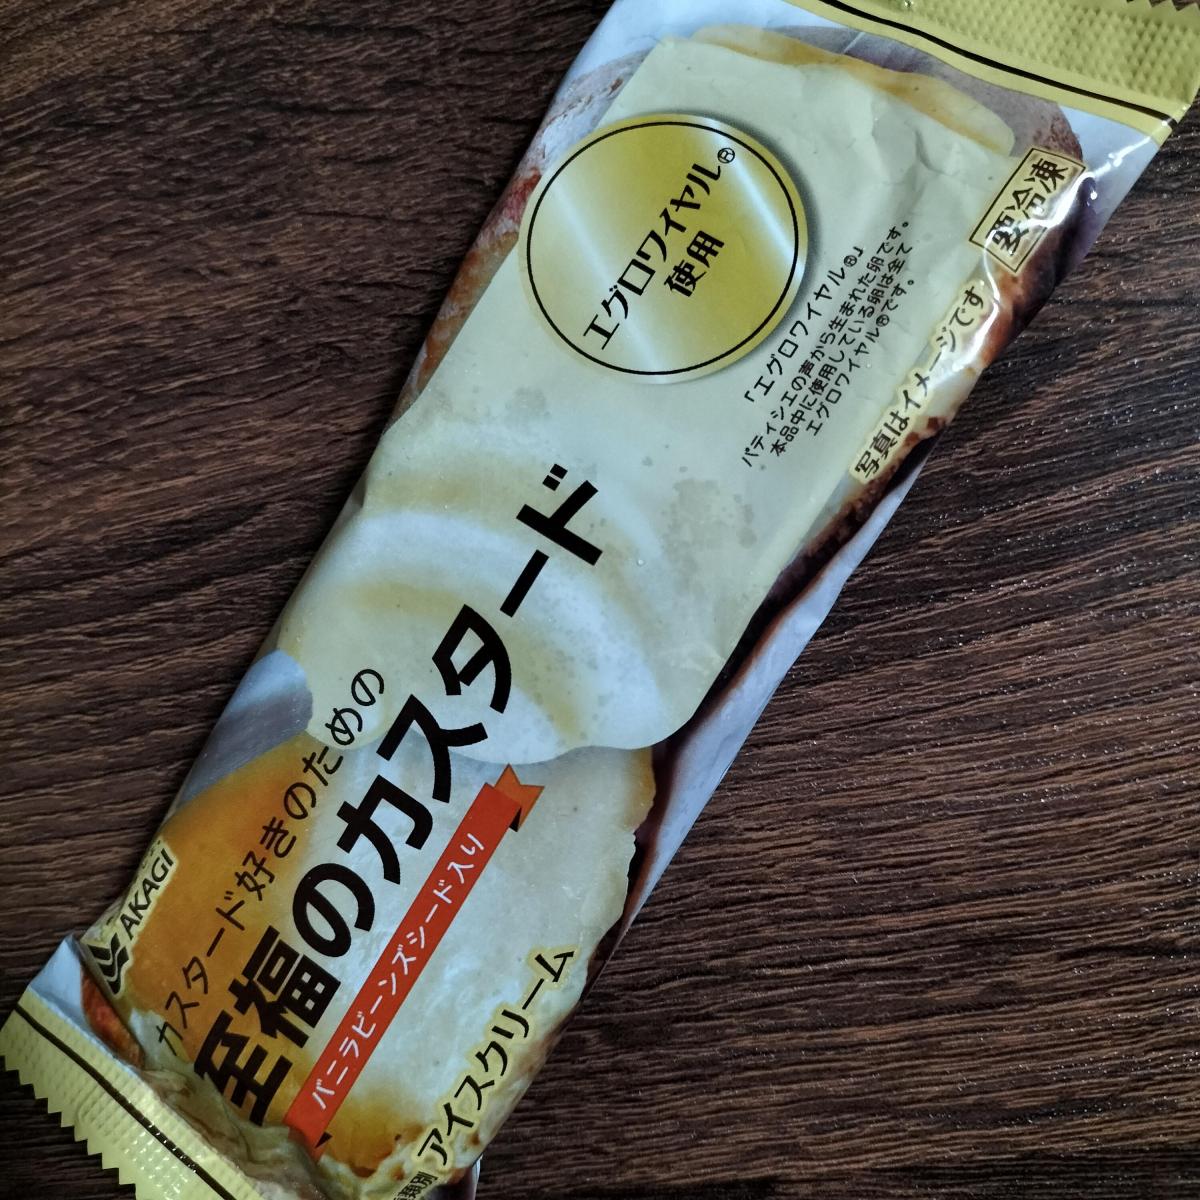 AKAGI
カスタード好きのための
至福のカスタード
バニラビーンズシード入り
種類別 アイスクリーム
エグロワイヤル®
使用
「エグロワイヤル®」
パティシエの声から生まれた卵です。
本品中に使用している卵は全て
エグロワイヤル®です。
写真はイメージです
要冷凍